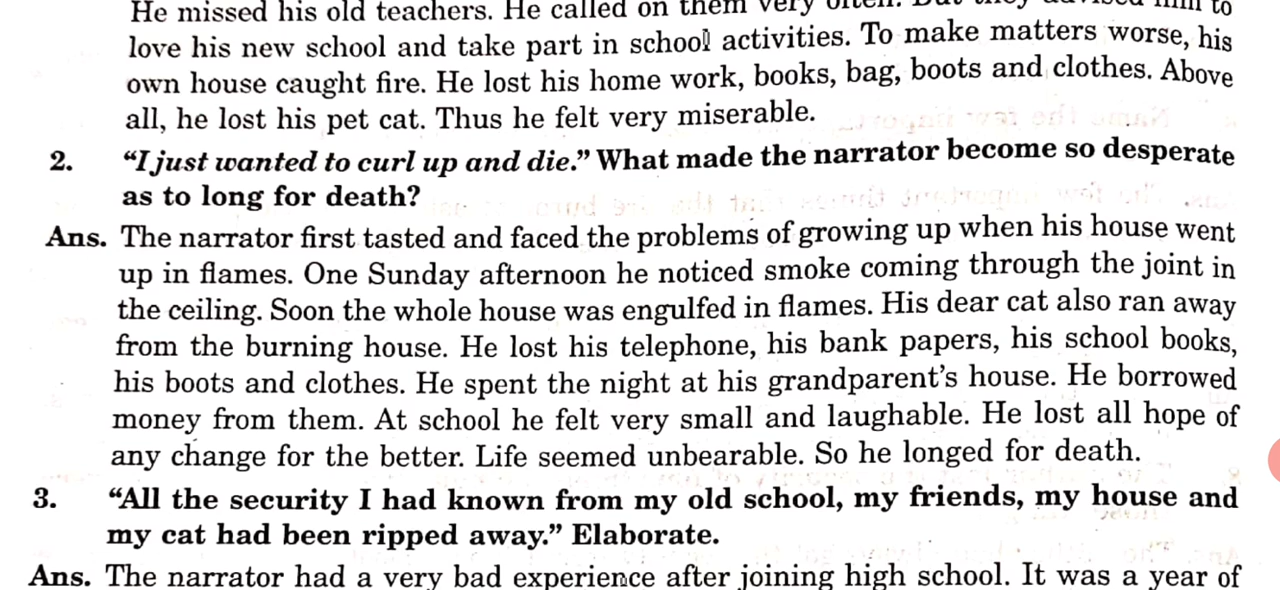 He missed his old teachers. He called on them very often. But they advised him to
love his new school and take part in school activities. To make matters worse, his
own house caught fire. He lost his home work, books, bag, boots and clothes. Above
all, he lost his pet cat. Thus he felt very miserable.
2. “I just wanted to curl up and die.” What made the narrator become so desperate
as to long for death?
Ans. The narrator first tasted and faced the problems of growing up when his house went
up in flames. One Sunday afternoon he noticed smoke coming through the joint in
the ceiling. Soon the whole house was engulfed in flames. His dear cat also ran away
from the burning house. He lost his telephone, his bank papers, his school books,
his boots and clothes. He spent the night at his grandparent’s house. He borrowed
money from them. At school he felt very small and laughable. He lost all hope of
any change for the better. Life seemed unbearable. So he longed for death.
3. “All the security I had known from my old school, my friends, my house and
my cat had been ripped away.” Elaborate.
Ans. The narrator had a very bad experience after joining high school. It was a year of